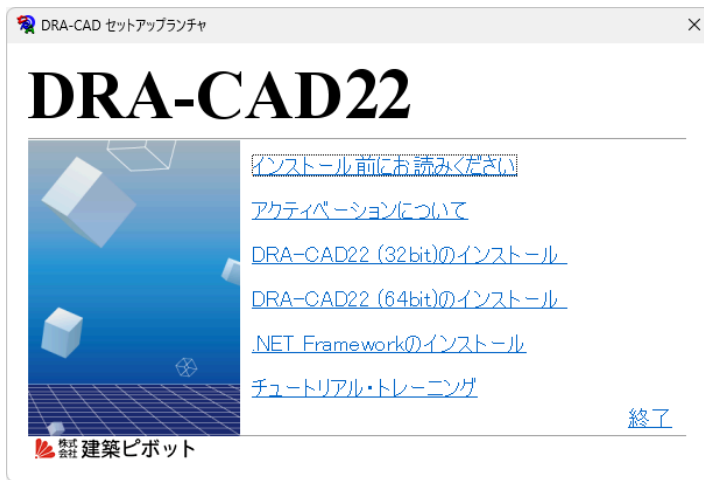 DRA-CAD セットアップランチャ
DRA-CAD22
インストール前にお読みください
アクティベーションについて
DRA-CAD22 (32bit)のインストール
DRA-CAD22 (64bit)のインストール
.NET Frameworkのインストール
チュートリアル・トレーニング
終了
株式会社 建築ピボット